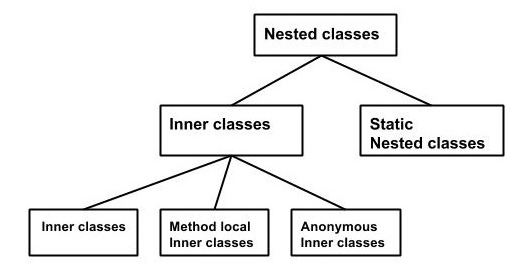 Nested classes
Inner classes
Static
Nested classes
Inner classes
Method local
Inner classes
Anonymous
Inner classes